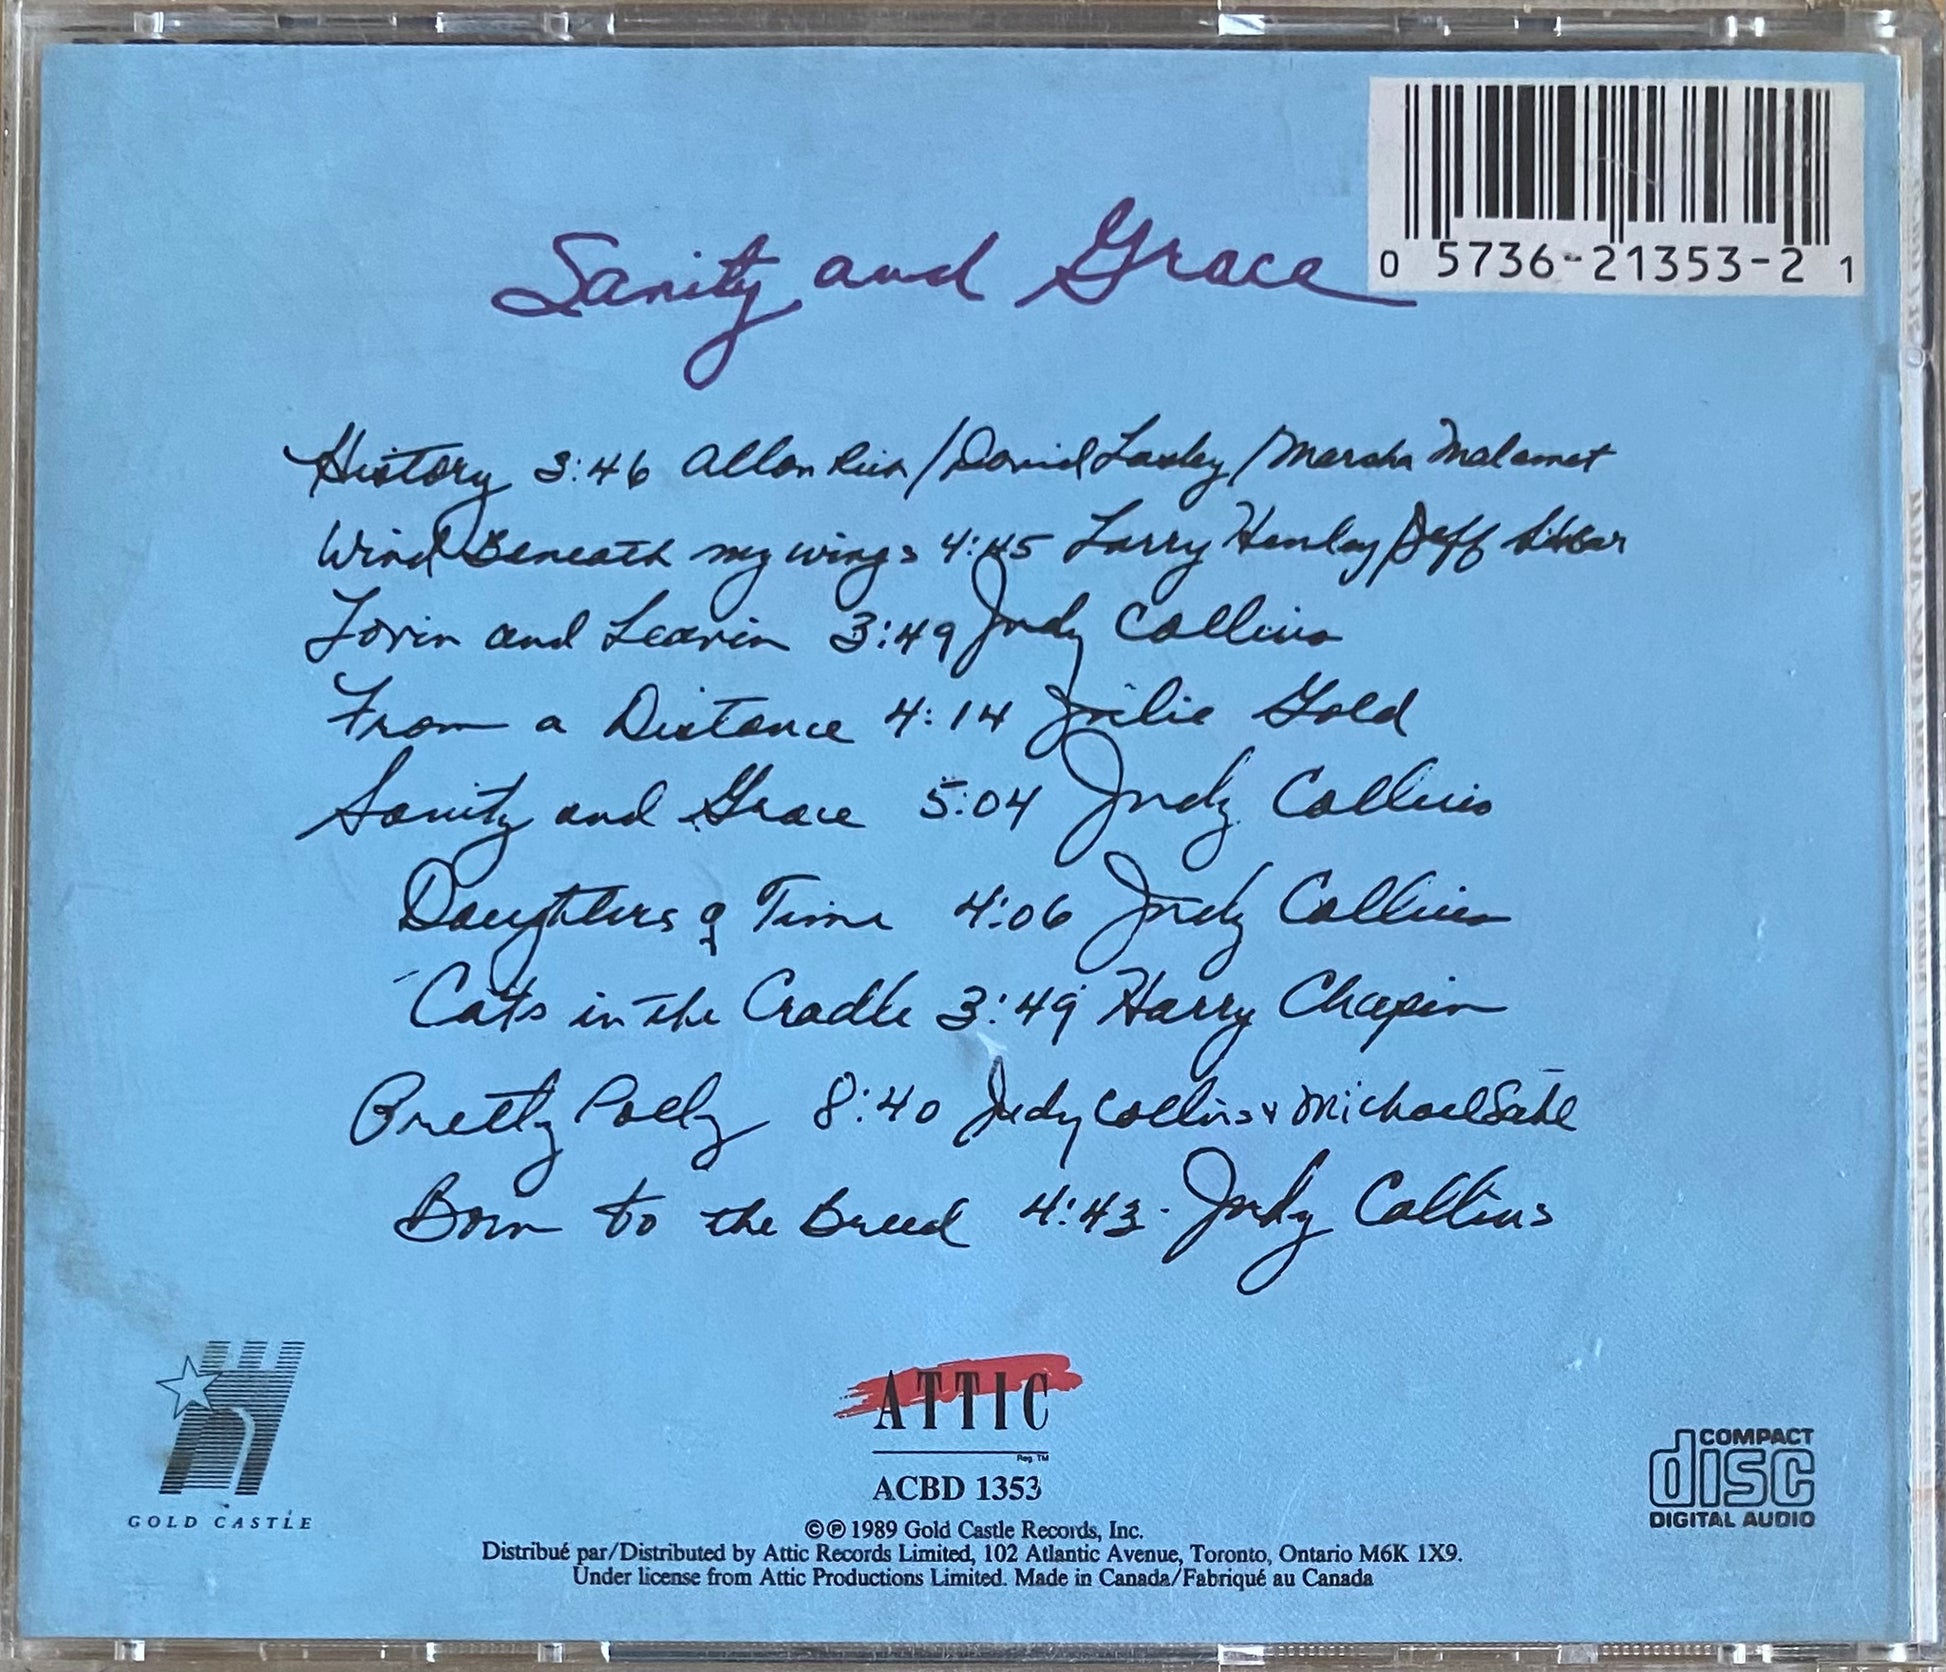 0 5736-21353-2 1
Sanity and Grace
History 3:46 Allan Rich/David Lasley/Marsha Malamet
Wind Beneath my wings 4:45 Larry Henley/Jeff Silbar
Lovin and Leavin 3:49 Judy Collins
From a Distance 4:14 Julie Gold
Sanity and Grace 5:04 Judy Collins
Daughters of Time 4:06 Judy Collins
Cats in the Cradle 3:49 Harry Chapin
Pretty Polly 8:40 Judy Collins & Michael Sahl
Born to the Breed 4:43 - Judy Collins
GOLD CASTLE
ATTIC
Reg. TM
ACBD 1353
COMPACT
disc
DIGITAL AUDIO
©℗ 1989 Gold Castle Records, Inc.
Distribué par/Distributed by Attic Records Limited, 102 Atlantic Avenue, Toronto, Ontario M6K 1X9.
Under license from Attic Productions Limited. Made in Canada/Fabriqué au Canada